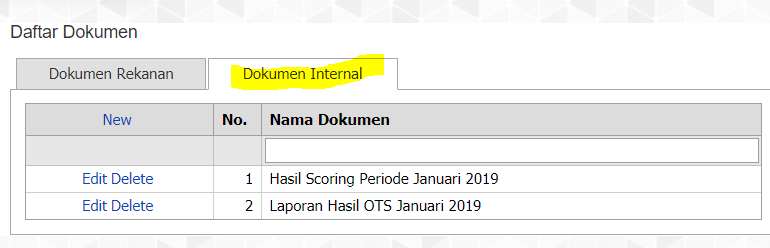 Daftar Dokumen
Dokumen Rekanan Dokumen Internal
New No. Nama Dokumen
Edit Delete 1 Hasil Scoring Periode Januari 2019
Edit Delete 2 Laporan Hasil OTS Januari 2019